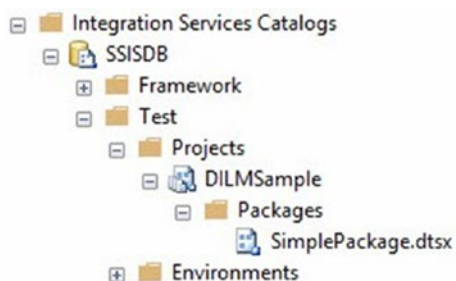 Integration Services Catalogs
SSISDB
Framework
Test
Projects
DILMSample
Packages
SimplePackage.dtsx
Environments